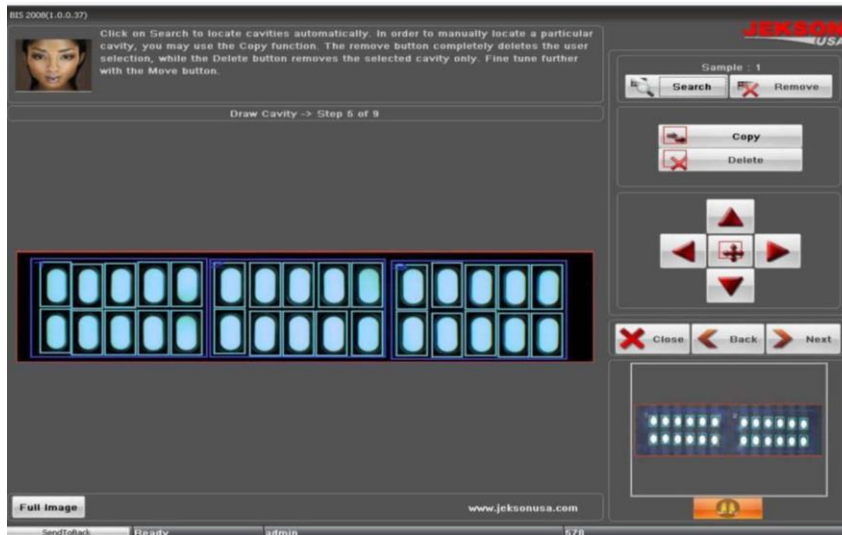 BIS 2008(1.0.0.37)
Click on Search to locate cavities automatically. In order to manually locate a particular
cavity, you may use the Copy function. The remove button completely deletes the user
selection, while the Delete button removes the selected cavity only. Fine tune further
with the Move button.
JEKSON
USA
Sample : 1
Search
Remove
Draw Cavity -> Step 5 of 9
Copy
Delete
Close
Back
Next
Full Image
www.jeksonusa.com
SendToBack
Ready
admin
578